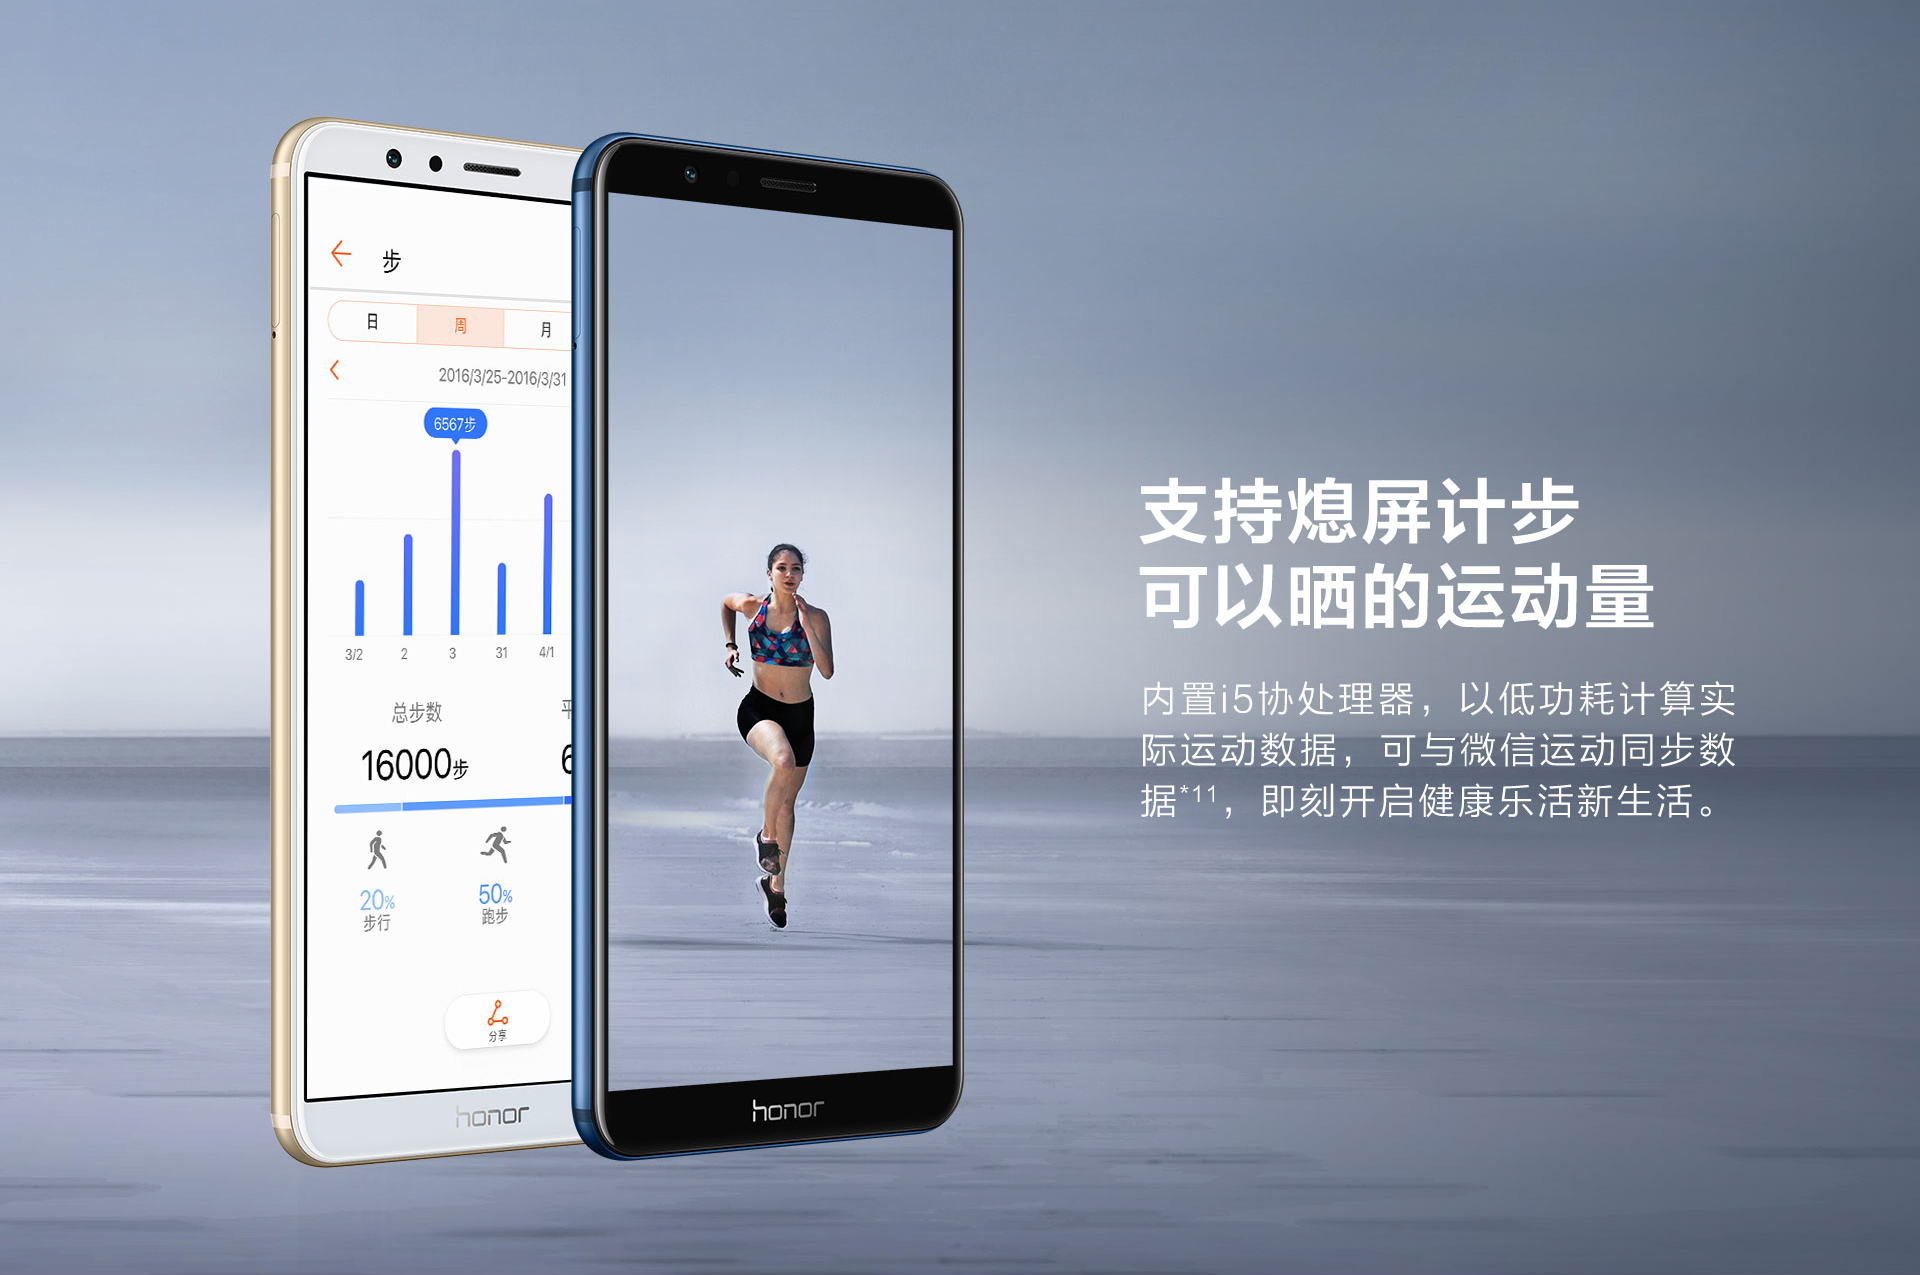 步
日 周 月
2016/3/25-2016/3/31
6567步
3/2 2 3 31 4/1
总步数
16000步
20% 50%
步行 跑步
分享
honor
honor
支持熄屏计步
可以晒的运动量
内置i5协处理器，以低功耗计算实
际运动数据，可与微信运动同步数
据*11，即刻开启健康乐活新生活。